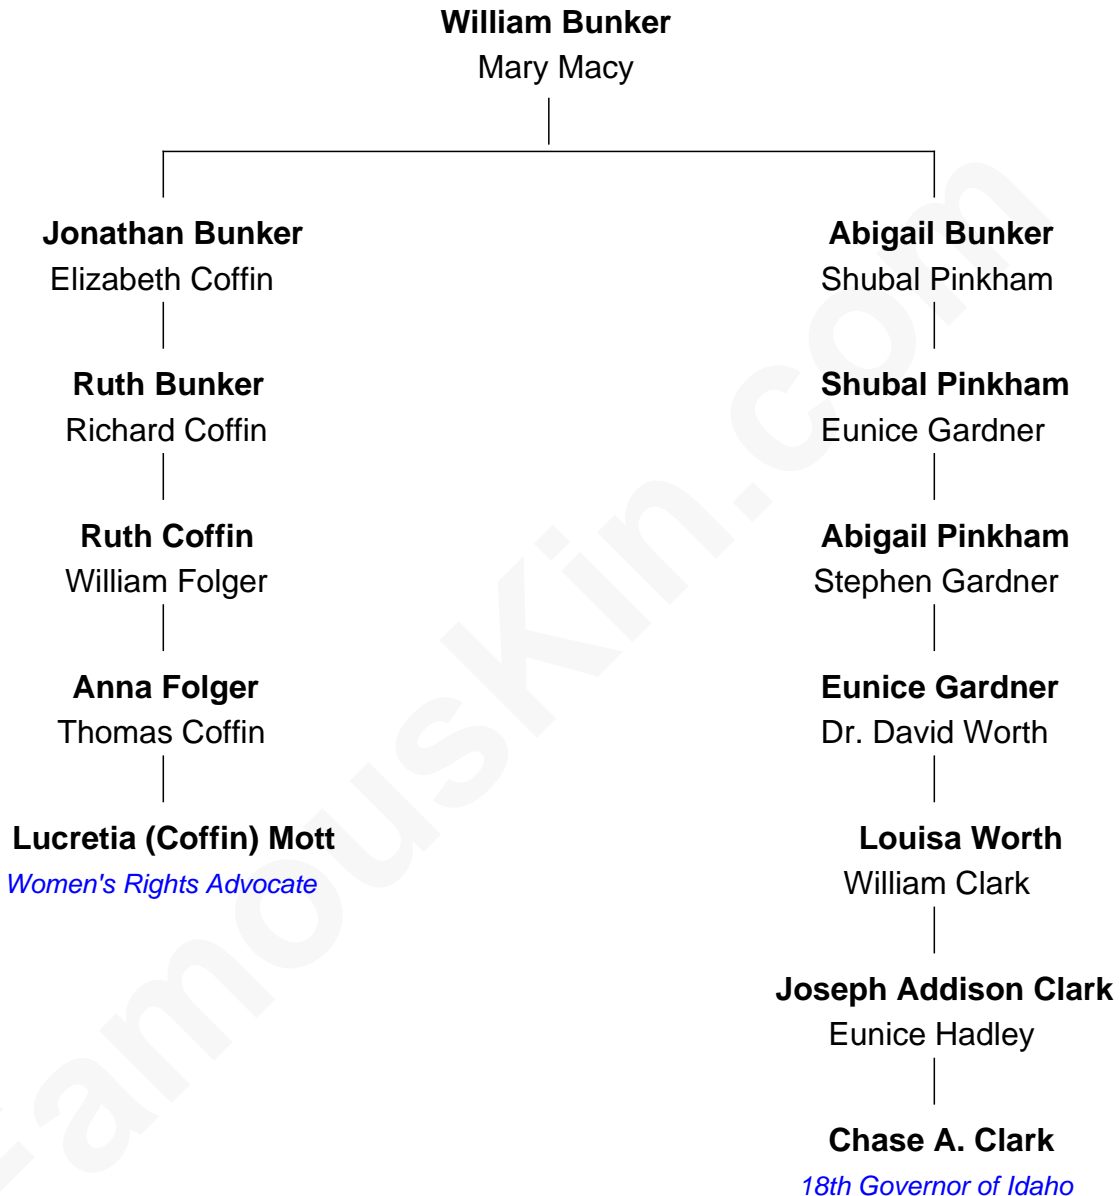 William Bunker
Mary Macy
Jonathan Bunker
Elizabeth Coffin
Abigail Bunker
Shubal Pinkham
Ruth Bunker
Richard Coffin
Shubal Pinkham
Eunice Gardner
Ruth Coffin
William Folger
Abigail Pinkham
Stephen Gardner
Anna Folger
Thomas Coffin
Eunice Gardner
Dr. David Worth
Lucretia (Coffin) Mott
Women's Rights Advocate
Louisa Worth
William Clark
Joseph Addison Clark
Eunice Hadley
Chase A. Clark
18th Governor of Idaho
FamousKin.com